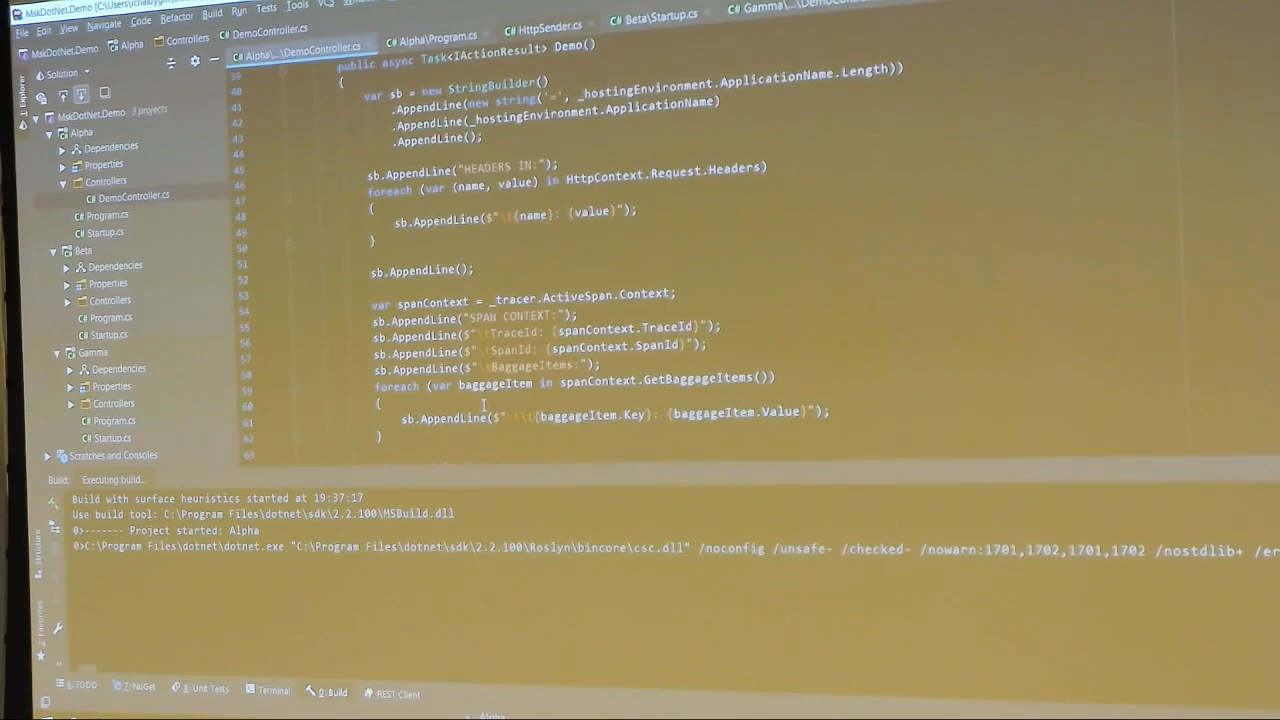 MskDotNet.Demo
File Edit View Navigate Code Refactor Build Run Tests Tools VCS
MskDotNet.Demo Alpha Controllers DemoController.cs
Solution
MskDotNet.Demo 3 projects
Alpha
Dependencies
Properties
Controllers
C# DemoController.cs
C# Program.cs
C# Startup.cs
Beta
Dependencies
Properties
Controllers
C# Program.cs
C# Startup.cs
Gamma
Dependencies
Properties
Controllers
C# Program.cs
C# Startup.cs
Scratches and Consoles
C# Alpha\...\DemoController.cs C# Alpha\Program.cs C# HttpSender.cs C# Beta\Startup.cs
39 public async Task<IActionResult> Demo()
40 {
41 var sb = new StringBuilder()
42 .AppendLine(new string('=', _hostingEnvironment.ApplicationName.Length))
43 .AppendLine(_hostingEnvironment.ApplicationName)
44 .AppendLine();
45
46 sb.AppendLine("HEADERS IN:");
47 foreach (var (name, value) in HttpContext.Request.Headers)
48 {
49 sb.AppendLine($"\t{name}: {value}");
50 }
51
52 sb.AppendLine();
53
54 var spanContext = _tracer.ActiveSpan.Context;
55 sb.AppendLine("SPAN CONTEXT:");
56 sb.AppendLine($"\tTraceId: {spanContext.TraceId}");
57 sb.AppendLine($"\tSpanId: {spanContext.SpanId}");
58 sb.AppendLine($"\tBaggageItems:");
59 foreach (var baggageItem in spanContext.GetBaggageItems())
60 {
61 sb.AppendLine($"\t\t{baggageItem.Key}: {baggageItem.Value}");
62 }
63
Build: Executing build...
Build with surface heuristics started at 19:37:17
Use build tool: C:\Program Files\dotnet\sdk\2.2.100\MSBuild.dll
0>------- Project started: Alpha
0>C:\Program Files\dotnet\dotnet.exe "C:\Program Files\dotnet\sdk\2.2.100\Roslyn\bincore\csc.dll" /noconfig /unsafe- /checked- /nowarn:1701,1702,1701,1702 /nostdlib+
Structure
2: Favorites
6: TODO 7: NuGet 8: Unit Tests Terminal 0: Build REST Client
Alpha